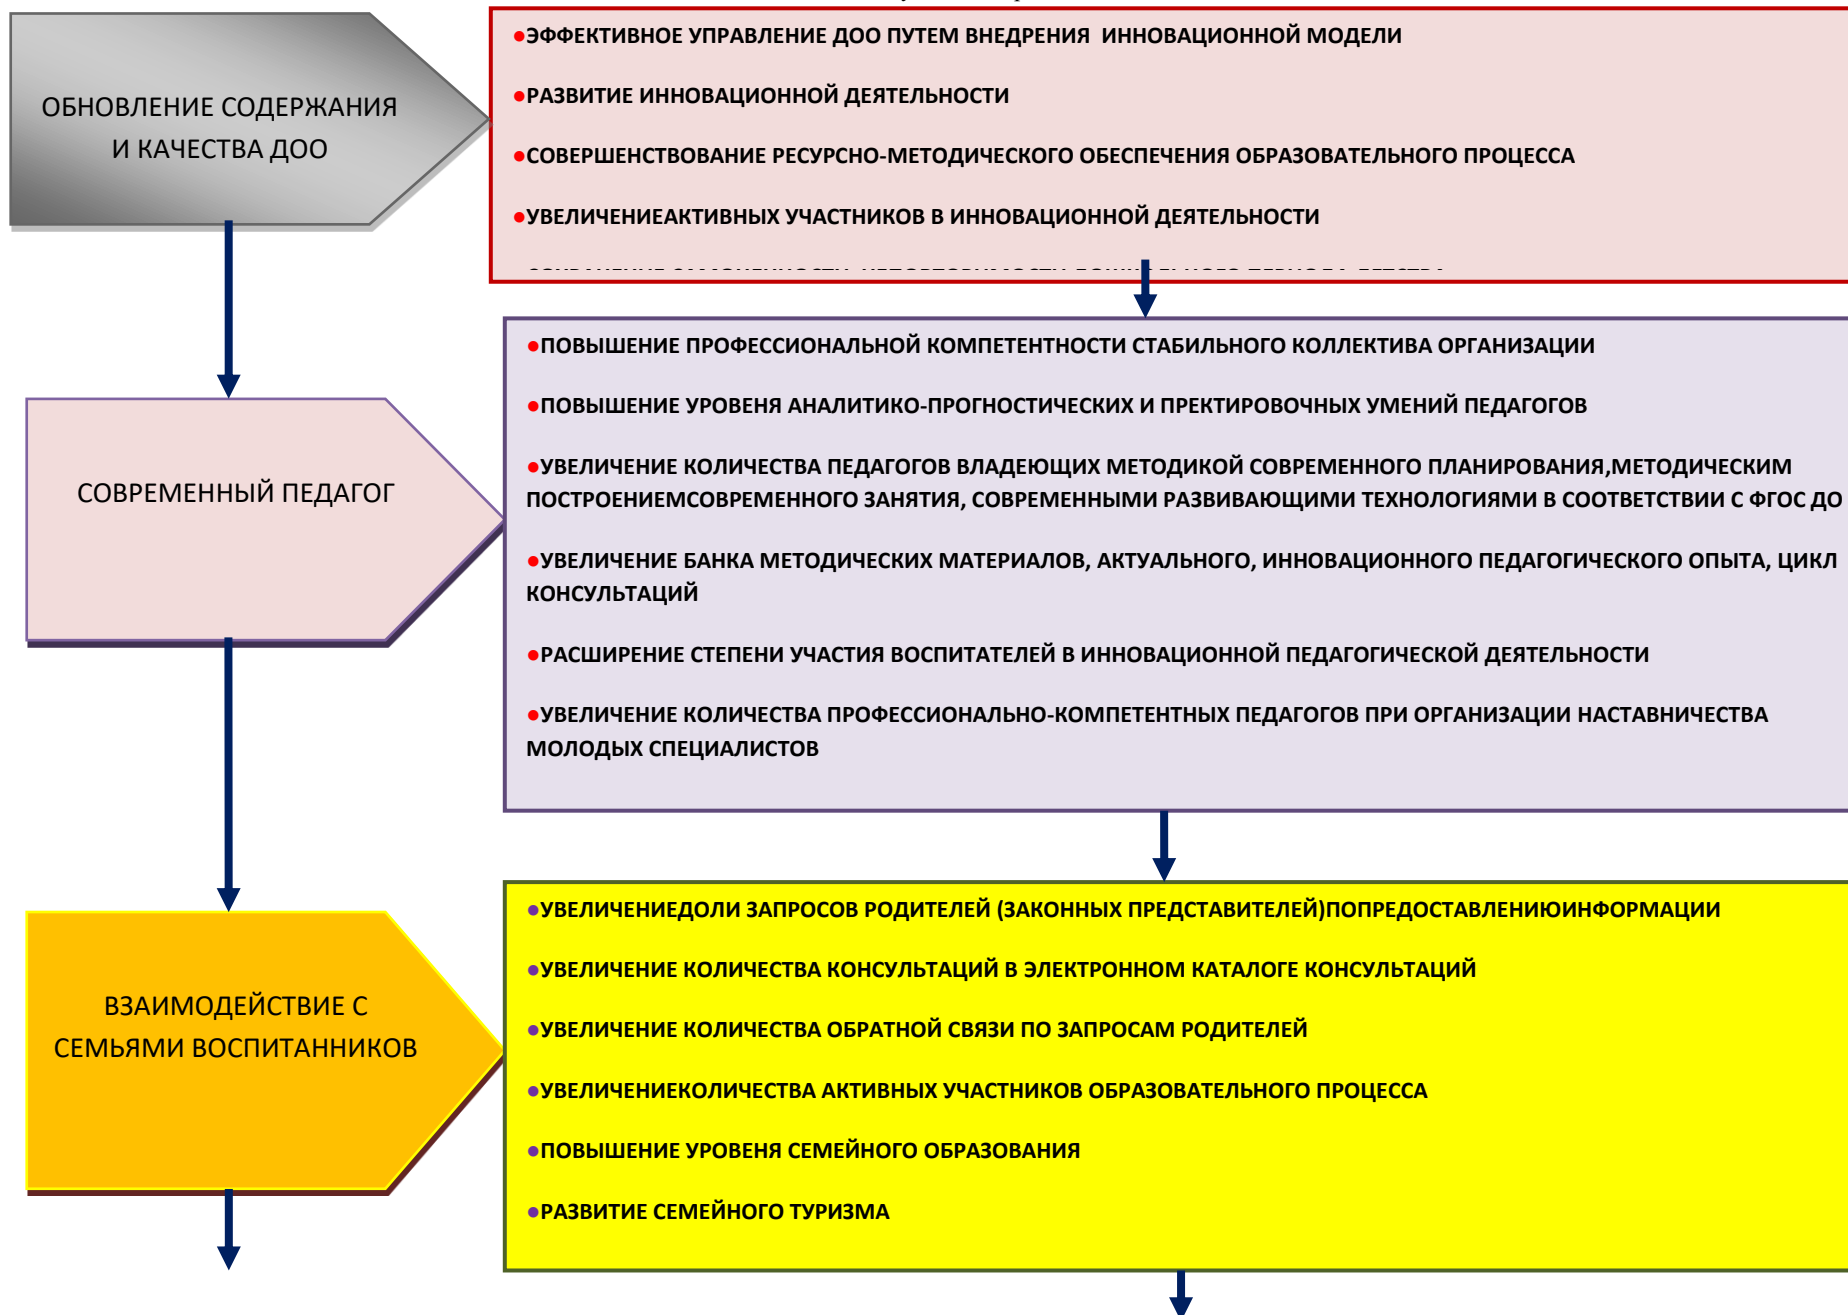 ОБНОВЛЕНИЕ СОДЕРЖАНИЯ
И КАЧЕСТВА ДОО
●ЭФФЕКТИВНОЕ УПРАВЛЕНИЕ ДОО ПУТЕМ ВНЕДРЕНИЯ ИННОВАЦИОННОЙ МОДЕЛИ
●РАЗВИТИЕ ИННОВАЦИОННОЙ ДЕЯТЕЛЬНОСТИ
●СОВЕРШЕНСТВОВАНИЕ РЕСУРСНО-МЕТОДИЧЕСКОГО ОБЕСПЕЧЕНИЯ ОБРАЗОВАТЕЛЬНОГО ПРОЦЕССА
●УВЕЛИЧЕНИЕАКТИВНЫХ УЧАСТНИКОВ В ИННОВАЦИОННОЙ ДЕЯТЕЛЬНОСТИ
СОВРЕМЕННЫЙ ПЕДАГОГ
●ПОВЫШЕНИЕ ПРОФЕССИОНАЛЬНОЙ КОМПЕТЕНТНОСТИ СТАБИЛЬНОГО КОЛЛЕКТИВА ОРГАНИЗАЦИИ
●ПОВЫШЕНИЕ УРОВЕНЯ АНАЛИТИКО-ПРОГНОСТИЧЕСКИХ И ПРЕКТИРОВОЧНЫХ УМЕНИЙ ПЕДАГОГОВ
●УВЕЛИЧЕНИЕ КОЛИЧЕСТВА ПЕДАГОГОВ ВЛАДЕЮЩИХ МЕТОДИКОЙ СОВРЕМЕННОГО ПЛАНИРОВАНИЯ,МЕТОДИЧЕСКИМ
ПОСТРОЕНИЕМСОВРЕМЕННОГО ЗАНЯТИЯ, СОВРЕМЕННЫМИ РАЗВИВАЮЩИМИ ТЕХНОЛОГИЯМИ В СООТВЕТСТВИИ С ФГОС ДО
●УВЕЛИЧЕНИЕ БАНКА МЕТОДИЧЕСКИХ МАТЕРИАЛОВ, АКТУАЛЬНОГО, ИННОВАЦИОННОГО ПЕДАГОГИЧЕСКОГО ОПЫТА, ЦИКЛ
КОНСУЛЬТАЦИЙ
●РАСШИРЕНИЕ СТЕПЕНИ УЧАСТИЯ ВОСПИТАТЕЛЕЙ В ИННОВАЦИОННОЙ ПЕДАГОГИЧЕСКОЙ ДЕЯТЕЛЬНОСТИ
●УВЕЛИЧЕНИЕ КОЛИЧЕСТВА ПРОФЕССИОНАЛЬНО-КОМПЕТЕНТНЫХ ПЕДАГОГОВ ПРИ ОРГАНИЗАЦИИ НАСТАВНИЧЕСТВА
МОЛОДЫХ СПЕЦИАЛИСТОВ
ВЗАИМОДЕЙСТВИЕ С
СЕМЬЯМИ ВОСПИТАННИКОВ
●УВЕЛИЧЕНИЕДОЛИ ЗАПРОСОВ РОДИТЕЛЕЙ (ЗАКОННЫХ ПРЕДСТАВИТЕЛЕЙ)ПОПРЕДОСТАВЛЕНИЮИНФОРМАЦИИ
●УВЕЛИЧЕНИЕ КОЛИЧЕСТВА КОНСУЛЬТАЦИЙ В ЭЛЕКТРОННОМ КАТАЛОГЕ КОНСУЛЬТАЦИЙ
●УВЕЛИЧЕНИЕ КОЛИЧЕСТВА ОБРАТНОЙ СВЯЗИ ПО ЗАПРОСАМ РОДИТЕЛЕЙ
●УВЕЛИЧЕНИЕКОЛИЧЕСТВА АКТИВНЫХ УЧАСТНИКОВ ОБРАЗОВАТЕЛЬНОГО ПРОЦЕССА
●ПОВЫШЕНИЕ УРОВЕНЯ СЕМЕЙНОГО ОБРАЗОВАНИЯ
●РАЗВИТИЕ СЕМЕЙНОГО ТУРИЗМА